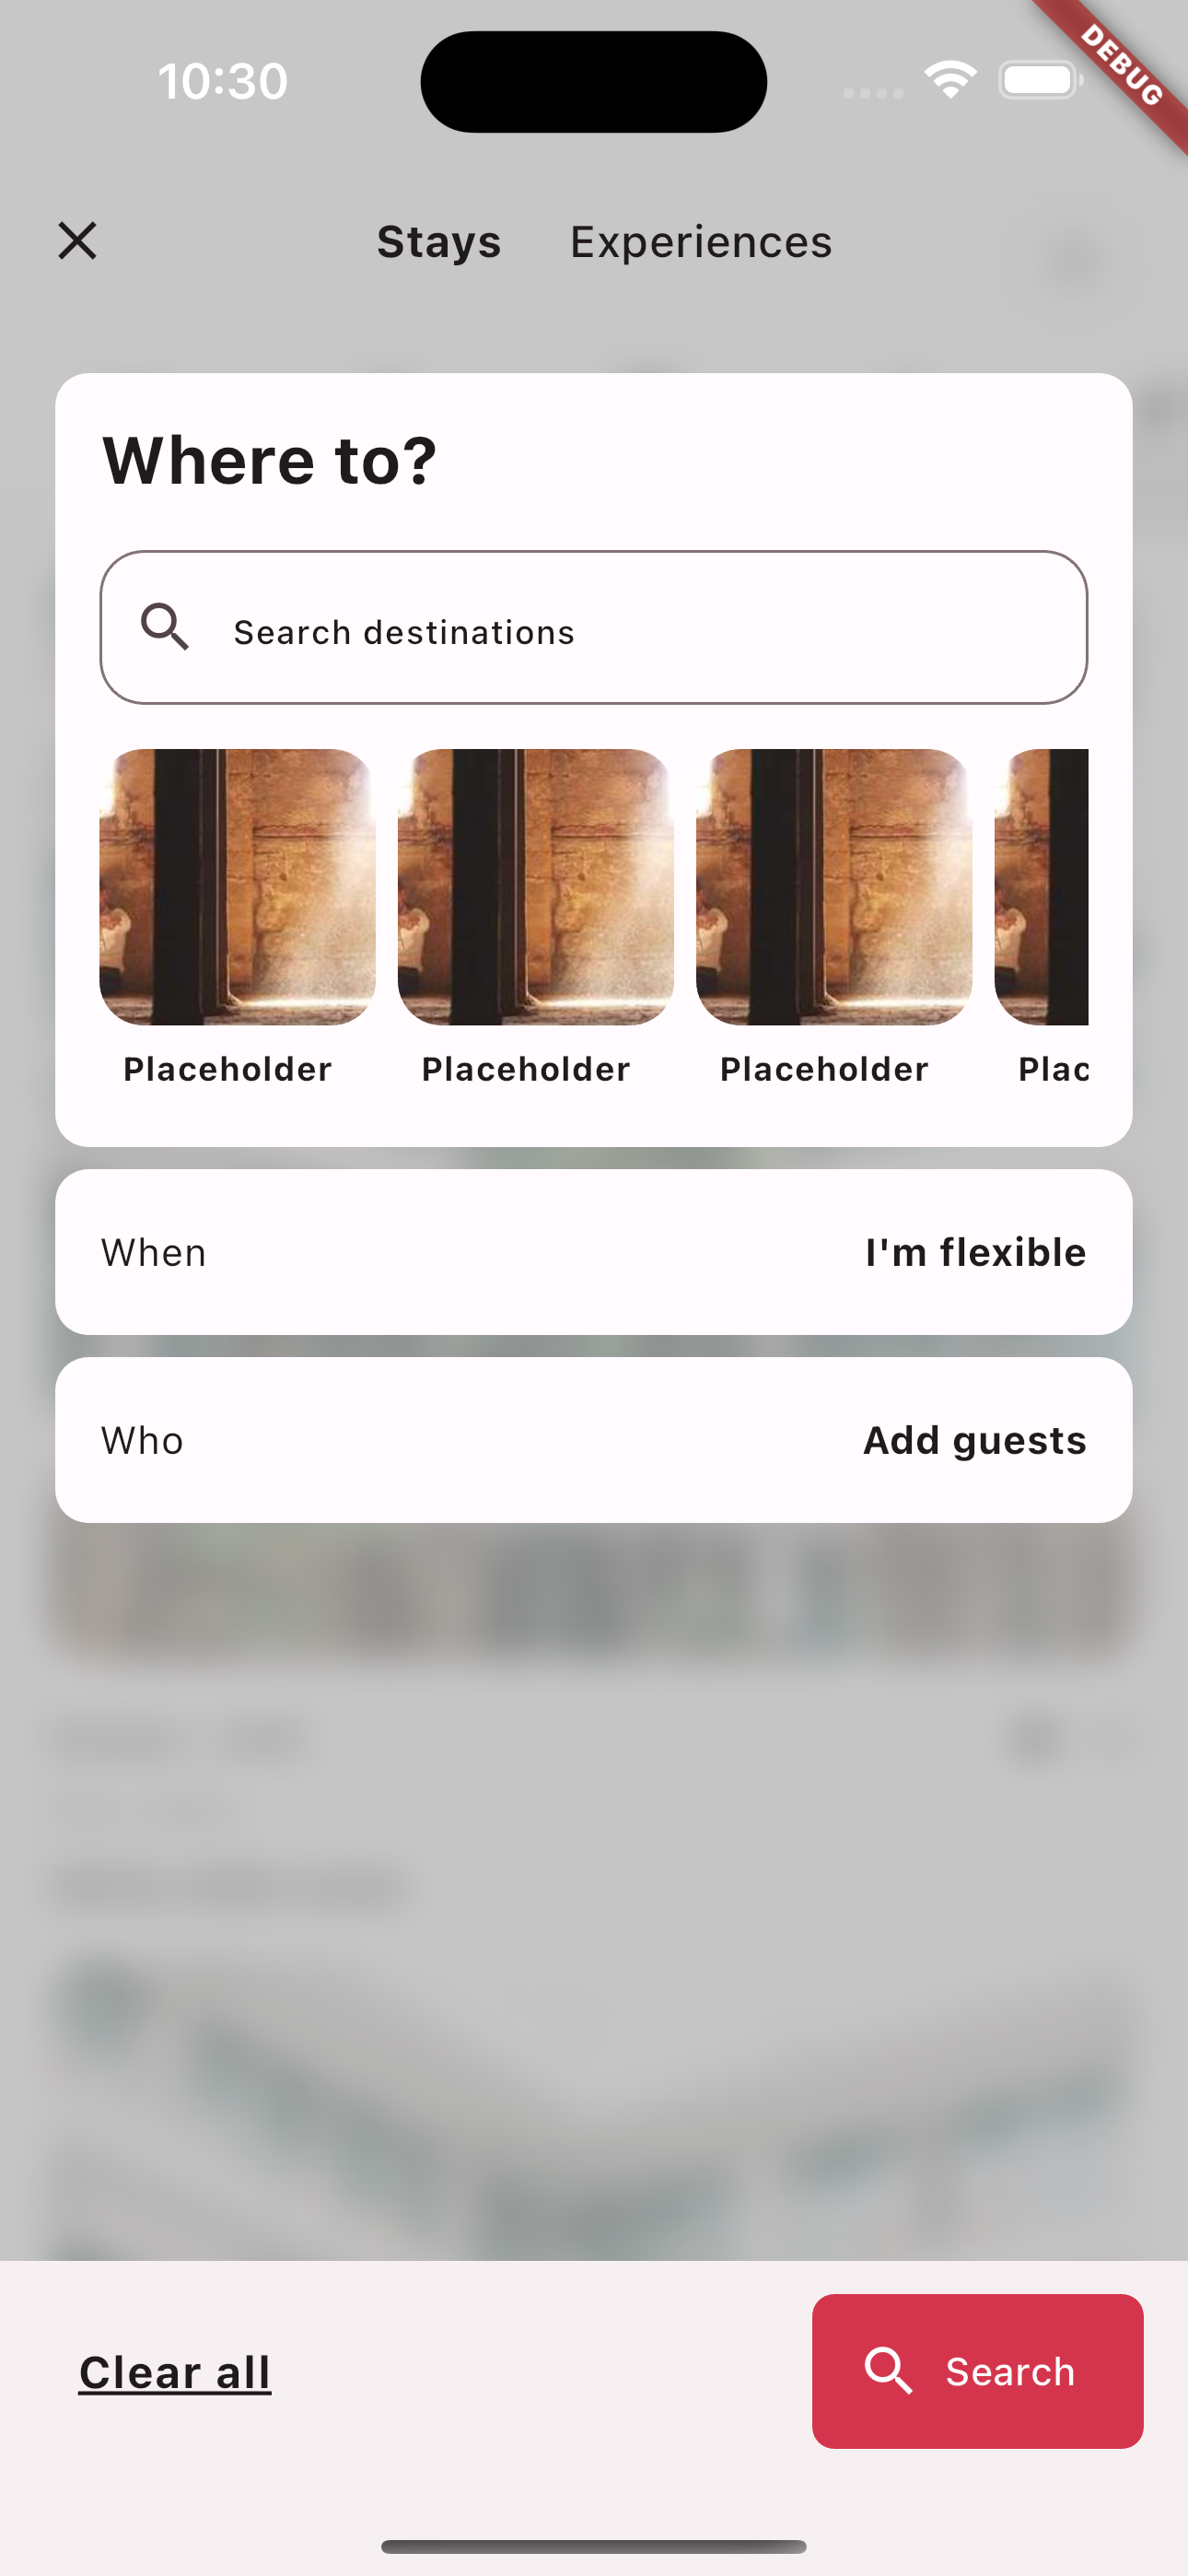 10:30
DEBUG
Stays Experiences
Where to?
Search destinations
Placeholder Placeholder Placeholder Plac
When I'm flexible
Who Add guests
Clear all Search